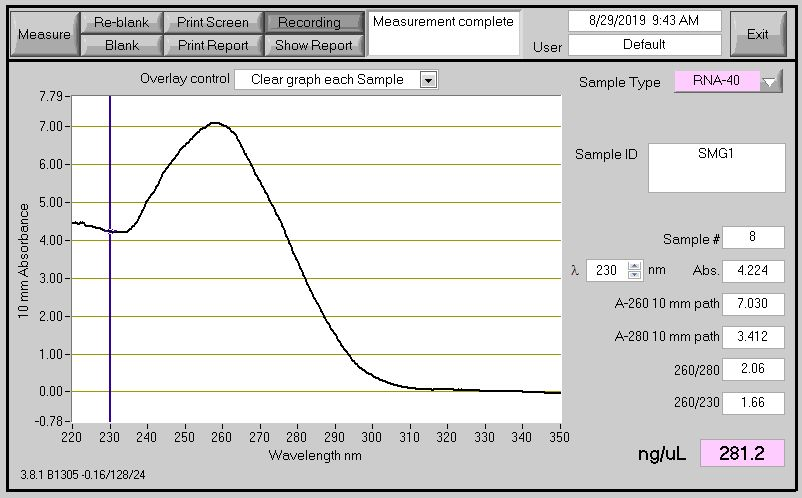 Measure
Re-blank
Blank
Print Screen
Print Report
Recording
Show Report
Measurement complete
8/29/2019 9:43 AM
User Default
Exit
Overlay control Clear graph each Sample
Sample Type RNA-40
Sample ID SMG1
Sample # 8
λ 230 nm Abs. 4.224
A-260 10 mm path 7.030
A-280 10 mm path 3.412
260/280 2.06
260/230 1.66
ng/uL 281.2
10 mm Absorbance
7.79
7.00
6.00
5.00
4.00
3.00
2.00
1.00
0.00
-0.78
220 230 240 250 260 270 280 290 300 310 320 330 340 350
Wavelength nm
3.8.1 B1305 -0.16/128/24